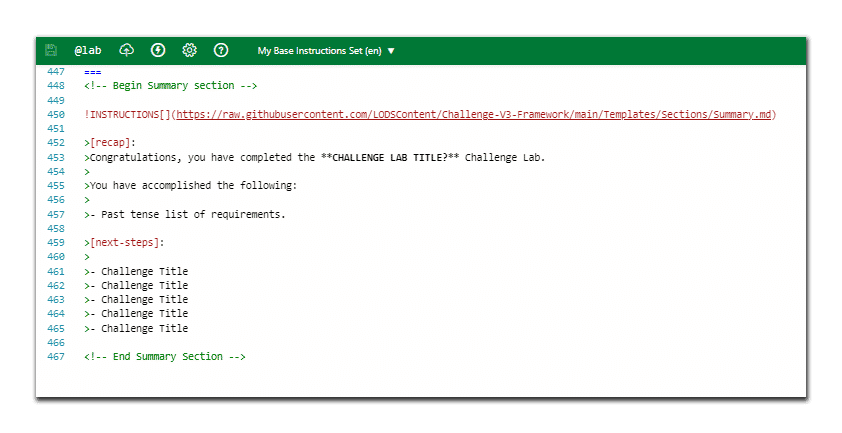 @lab My Base Instructions Set (en) ▼
447 ===
448 <!-- Begin Summary section -->
449
450 !INSTRUCTIONS[](https://raw.githubusercontent.com/LODSContent/Challenge-V3-Framework/main/Templates/Sections/Summary.md)
451
452 >[recap]:
453 >Congratulations, you have completed the **CHALLENGE LAB TITLE?** Challenge Lab.
454 >
455 >You have accomplished the following:
456 >
457 >- Past tense list of requirements.
458
459 >[next-steps]:
460 >
461 >- Challenge Title
462 >- Challenge Title
463 >- Challenge Title
464 >- Challenge Title
465 >- Challenge Title
466
467 <!-- End Summary Section -->